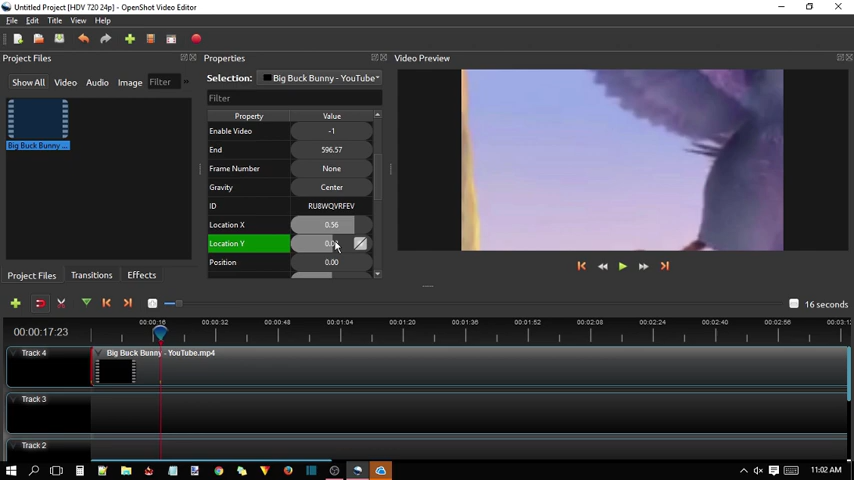 Untitled Project [HDV 720 24p] - OpenShot Video Editor
File Edit Title View Help
Project Files
Properties
Video Preview
Show All Video Audio Image Filter
Selection: Big Buck Bunny - YouTube
Filter
Property Value
Enable Video -1
End 596.57
Frame Number None
Gravity Center
ID RU8WQVRFEV
Location X 0.56
Location Y
Position 0.00
Big Buck Bunny ...
Project Files Transitions Effects
16 seconds
00:00:17:23
00:00:16 00:00:32 00:00:48 00:01:04 00:01:20 00:01:36 00:01:52 00:02:08 00:02:24 00:02:40 00:02:56
Track 4
Big Buck Bunny - YouTube.mp4
Track 3
Track 2
11:02 AM